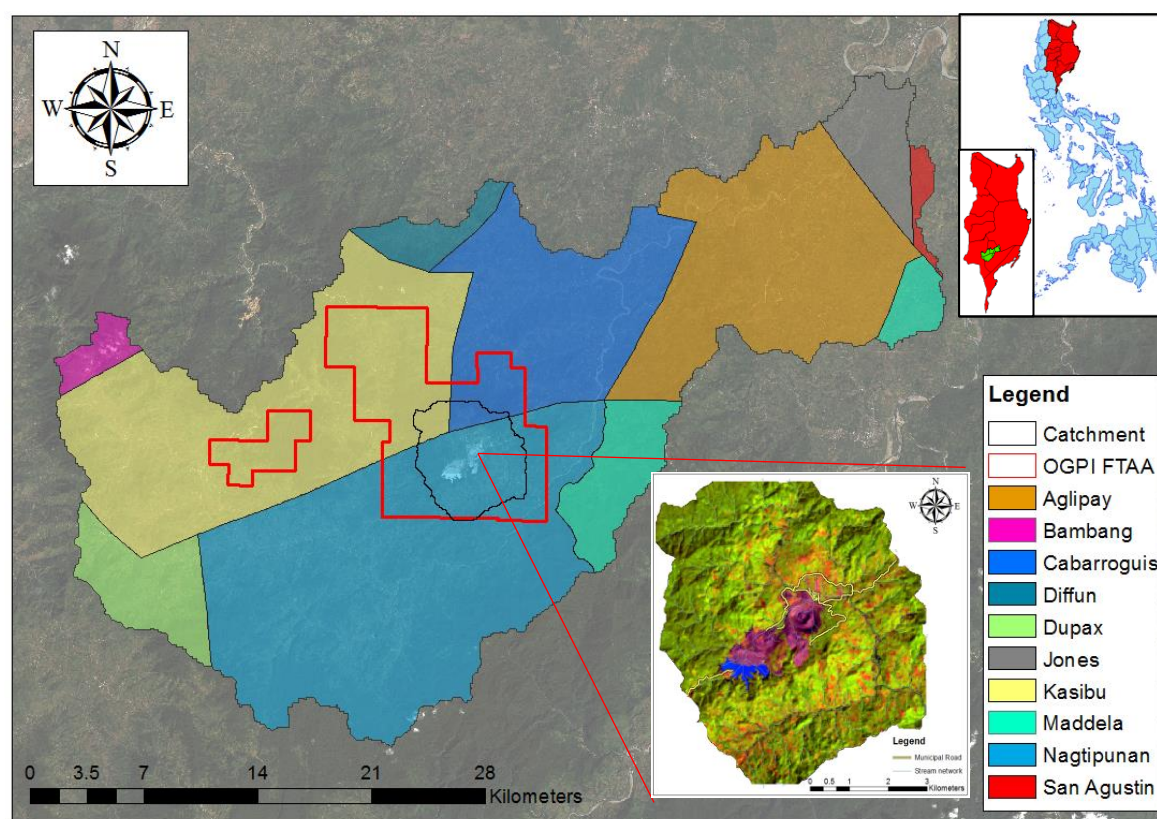 N
W E
S
Legend
Catchment
OGPI FTAA
Aglipay
Bambang
Cabarroguis
Diffun
Dupax
Jones
Kasibu
Maddela
Nagtipunan
San Agustin
N
W E
S
Legend
Municipal Road
Stream network
0 0.5 1 2 3
Kilometers
0 3.5 7 14 21 28
Kilometers